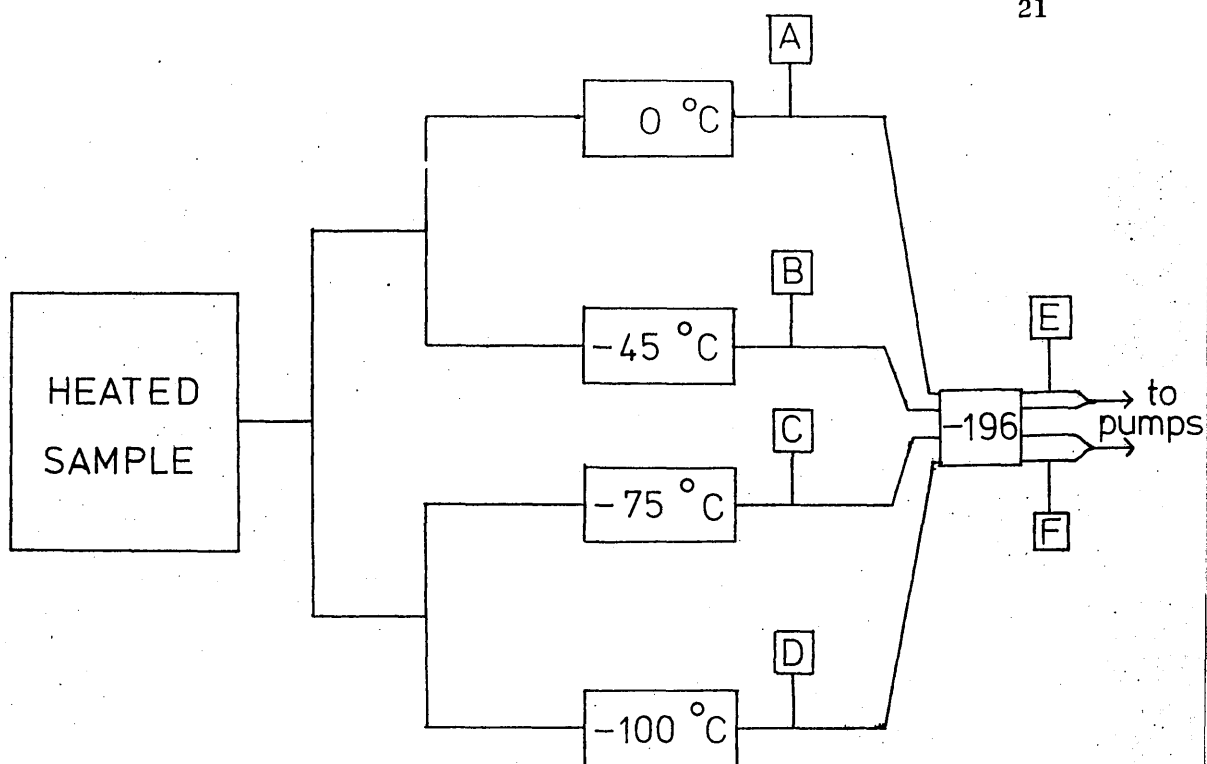 21
A
0 °C
B
-45 °C
E
HEATED
SAMPLE
-196
to
pumps
C
-75 °C
F
D
-100 °C